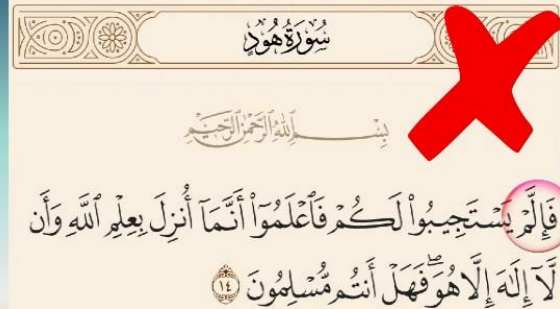 سُورَةُ هُودٍ
بِسْمِ ٱللَّهِ ٱلرَّحْمَٰنِ ٱلرَّحِيمِ
فَإِلَّمْ يَسْتَجِيبُوا۟ لَكُمْ فَٱعْلَمُوٓا۟ أَنَّمَآ أُنزِلَ بِعِلْمِ ٱللَّهِ وَأَن
لَّآ إِلَٰهَ إِلَّا هُوَ ۖ فَهَلْ أَنتُم مُّسْلِمُونَ ١٤